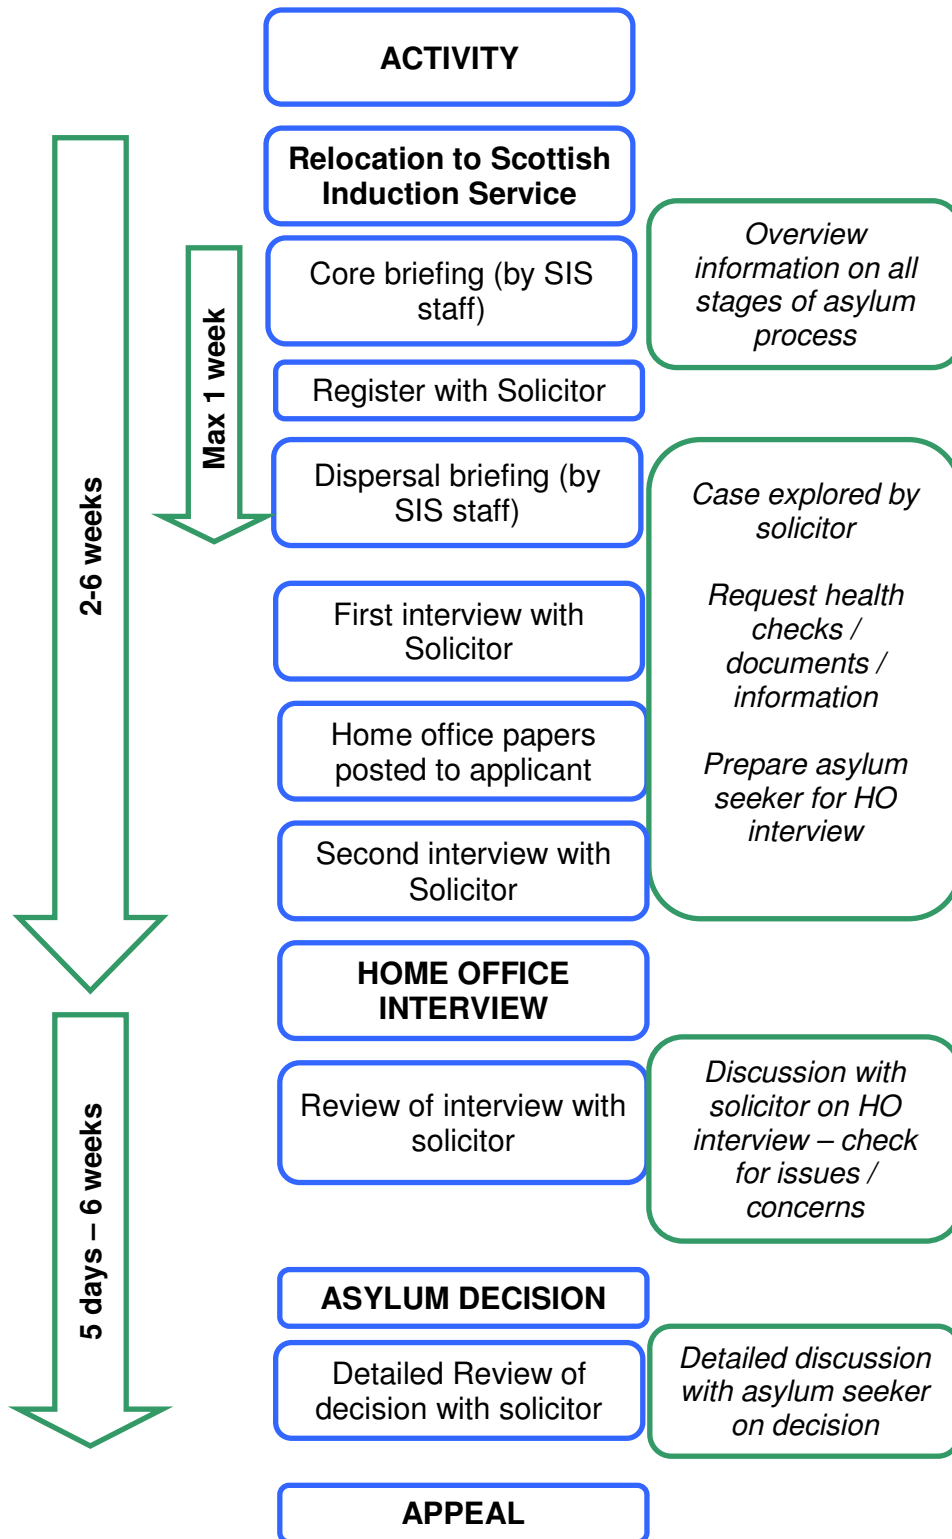 ACTIVITY
Relocation to Scottish
Induction Service
Core briefing (by SIS
staff)
Overview
information on all
stages of asylum
process
Max 1 week
Register with Solicitor
Dispersal briefing (by
SIS staff)
2-6 weeks
First interview with
Solicitor
Home office papers
posted to applicant
Second interview with
Solicitor
Case explored by
solicitor
Request health
checks /
documents /
information
Prepare asylum
seeker for HO
interview
HOME OFFICE
INTERVIEW
Review of interview with
solicitor
Discussion with
solicitor on HO
interview – check
for issues /
concerns
5 days – 6 weeks
ASYLUM DECISION
Detailed Review of
decision with solicitor
Detailed discussion
with asylum seeker
on decision
APPEAL